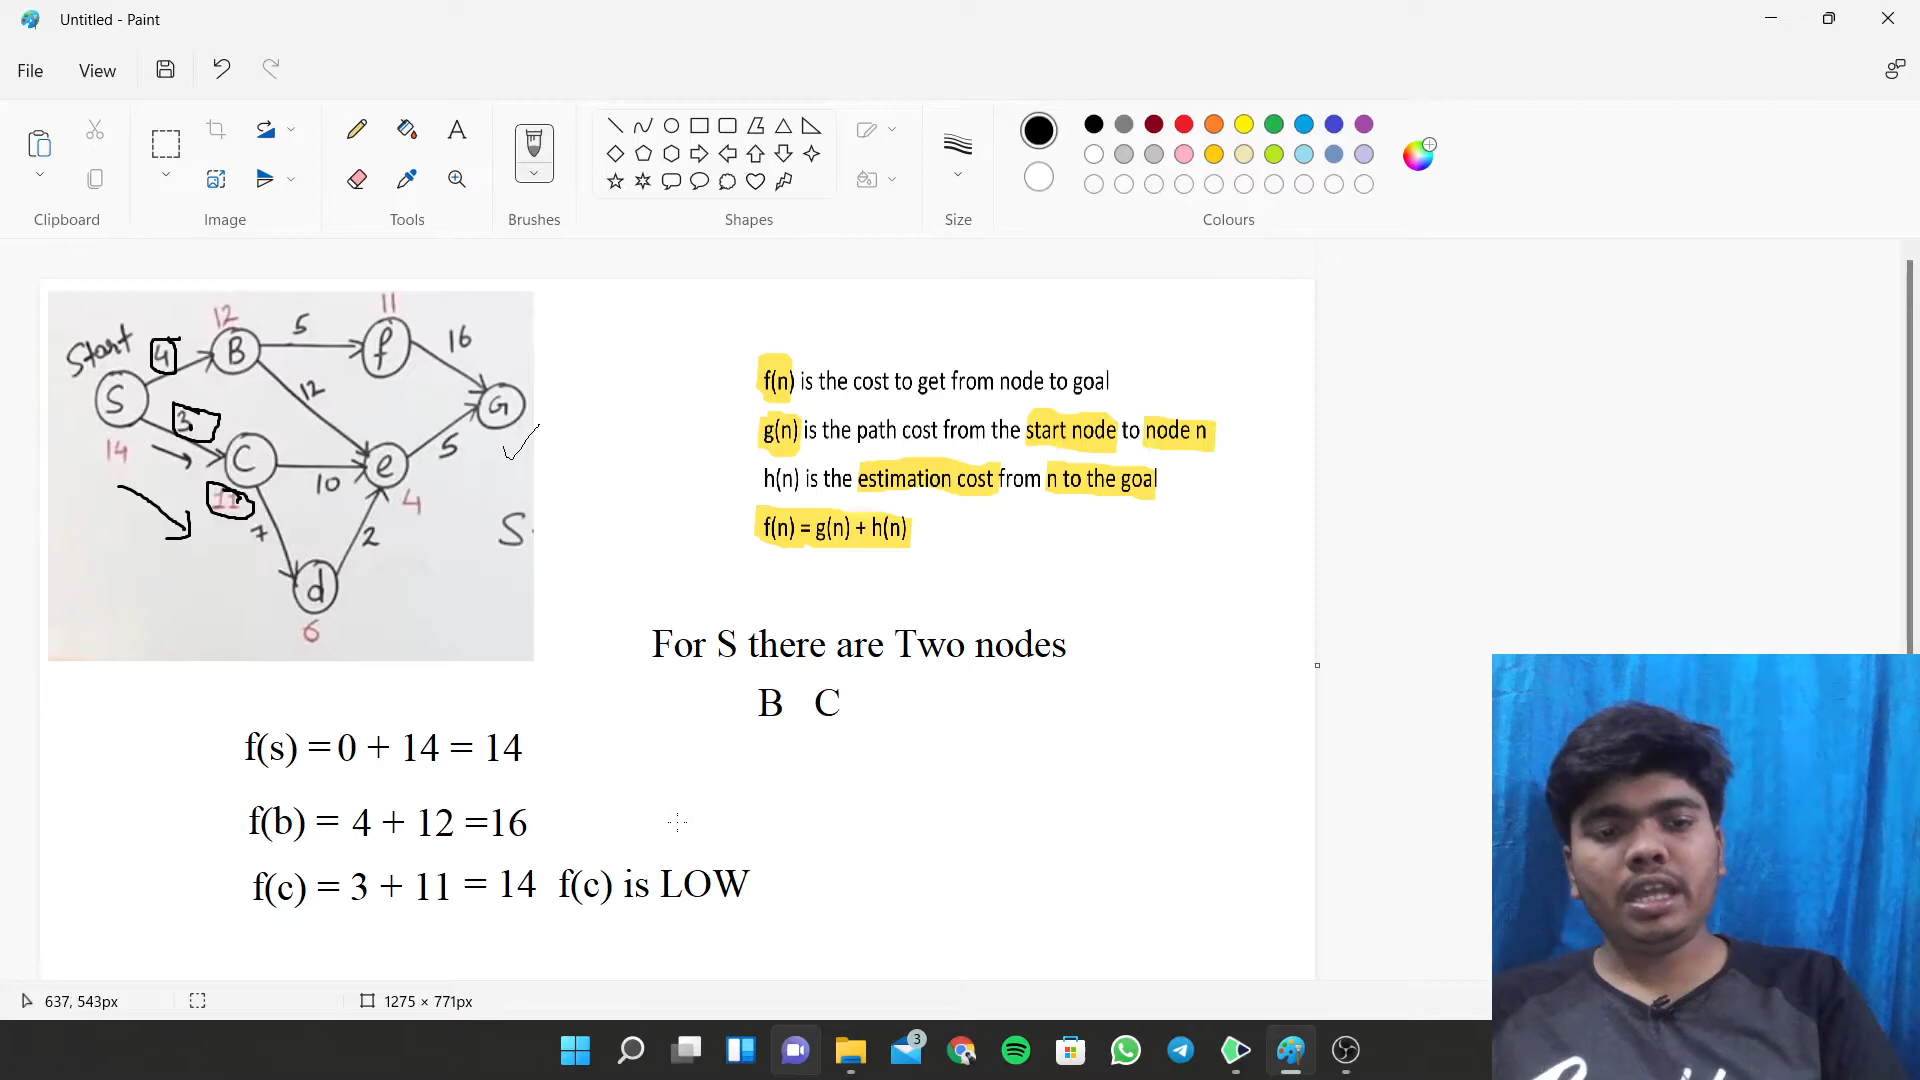 Untitled - Paint
File View
Clipboard
Image
Tools
Brushes
Shapes
Size
Colours
Start
S
14
4
B
12
5
f
11
16
G
3
C
11
12
10
e
4
5
7
d
6
2
S
f(n) is the cost to get from node to goal
g(n) is the path cost from the start node to node n
h(n) is the estimation cost from n to the goal
f(n) = g(n) + h(n)
For S there are Two nodes
B C
f(s) = 0 + 14 = 14
f(b) = 4 + 12 =16
f(c) = 3 + 11 = 14 f(c) is LOW
637, 543px
1275 × 771px
3